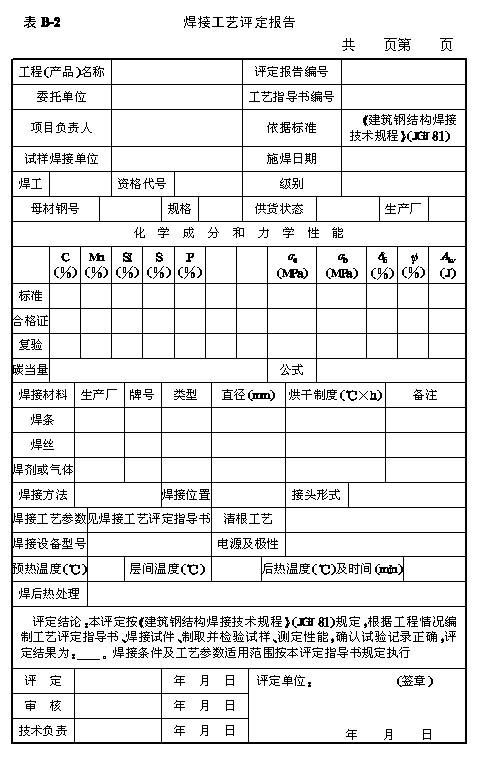 表 B-2 焊接工艺评定报告
共 页第 页
工程(产品)名称 评定报告编号
委托单位 工艺指导书编号
项目负责人 依据标准 《建筑钢结构焊接
技术规程》(JGJ 81)
试样焊接单位 施焊日期
焊工 资格代号 级别
母材钢号 规格 供货状态 生产厂
化 学 成 分 和 力 学 性 能
C Mn Si S P σs σb δ5 ψ Akv
(%) (%) (%) (%) (%) (MPa) (MPa) (%) (%) (J)
标准
合格证
复验
碳当量 公式
焊接材料 生产厂 牌号 类型 直径(mm) 烘干制度(℃×h) 备注
焊条
焊丝
焊剂或气体
焊接方法 焊接位置 接头形式
焊接工艺参数 见焊接工艺评定指导书 清根工艺
焊接设备型号 电源及极性
预热温度(℃) 层间温度(℃) 后热温度(℃)及时间(min)
焊后热处理
评定结论:本评定按《建筑钢结构焊接技术规程》(JGJ 81)规定,根据工程情况编
制工艺评定指导书、焊接试件、制取并检验试样、测定性能,确认试验记录正确,评
定结果为:____。焊接条件及工艺参数适用范围按本评定指导书规定执行
评 定 年 月 日 评定单位: (签章)
审 核 年 月 日
技术负责 年 月 日 年 月 日